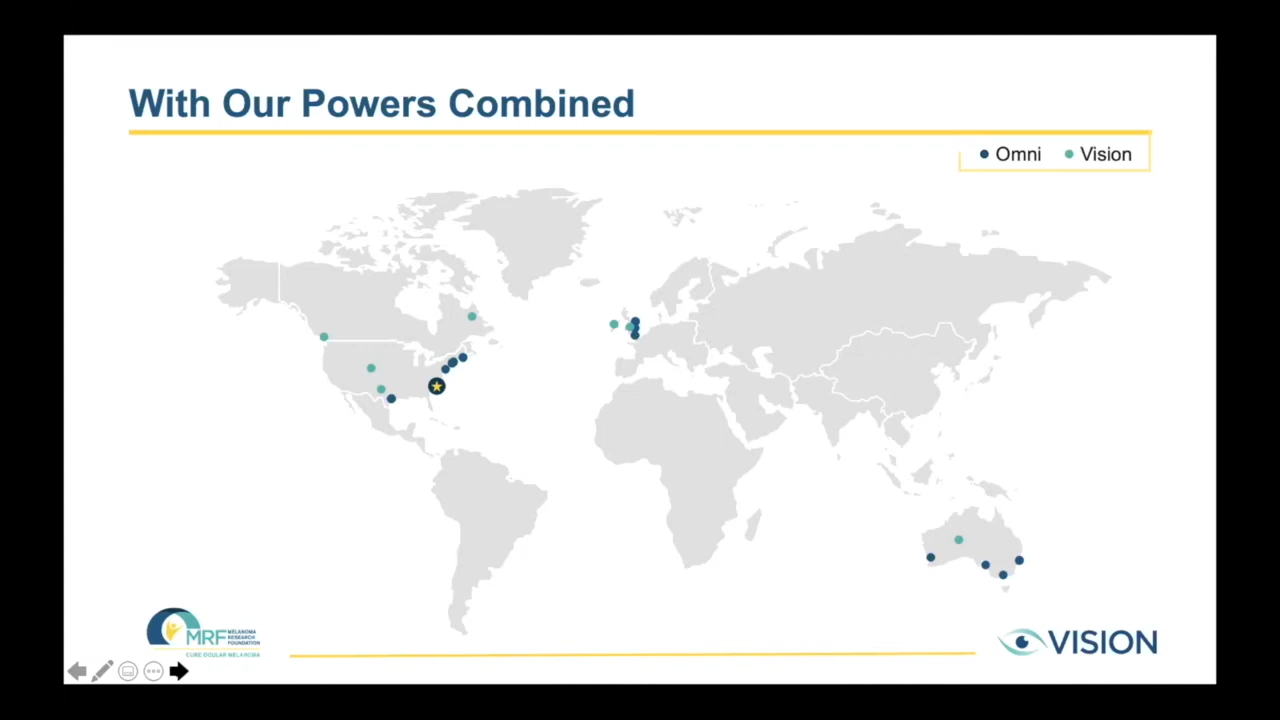 With Our Powers Combined
Omni Vision
MRF
MELANOMA
RESEARCH
FOUNDATION
CURE OCULAR MELANOMA
VISION